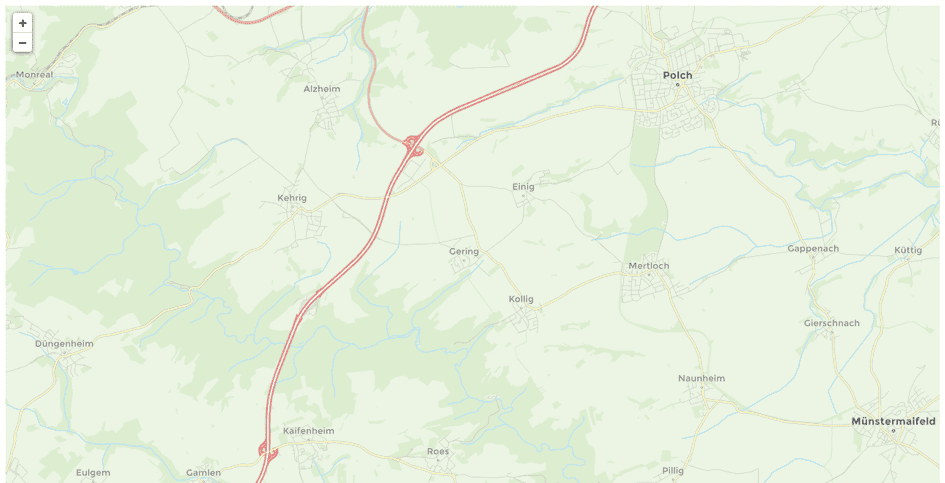 +
−
Monreal
Polch
Alzheim
Einig
Kehrig
Gering
Gappenach
Küttig
Mertloch
Kollig
Gierschnach
Düngenheim
Naunheim
Münstermaifeld
Kaifenheim
Roes
Eulgem
Gamlen
Pillig